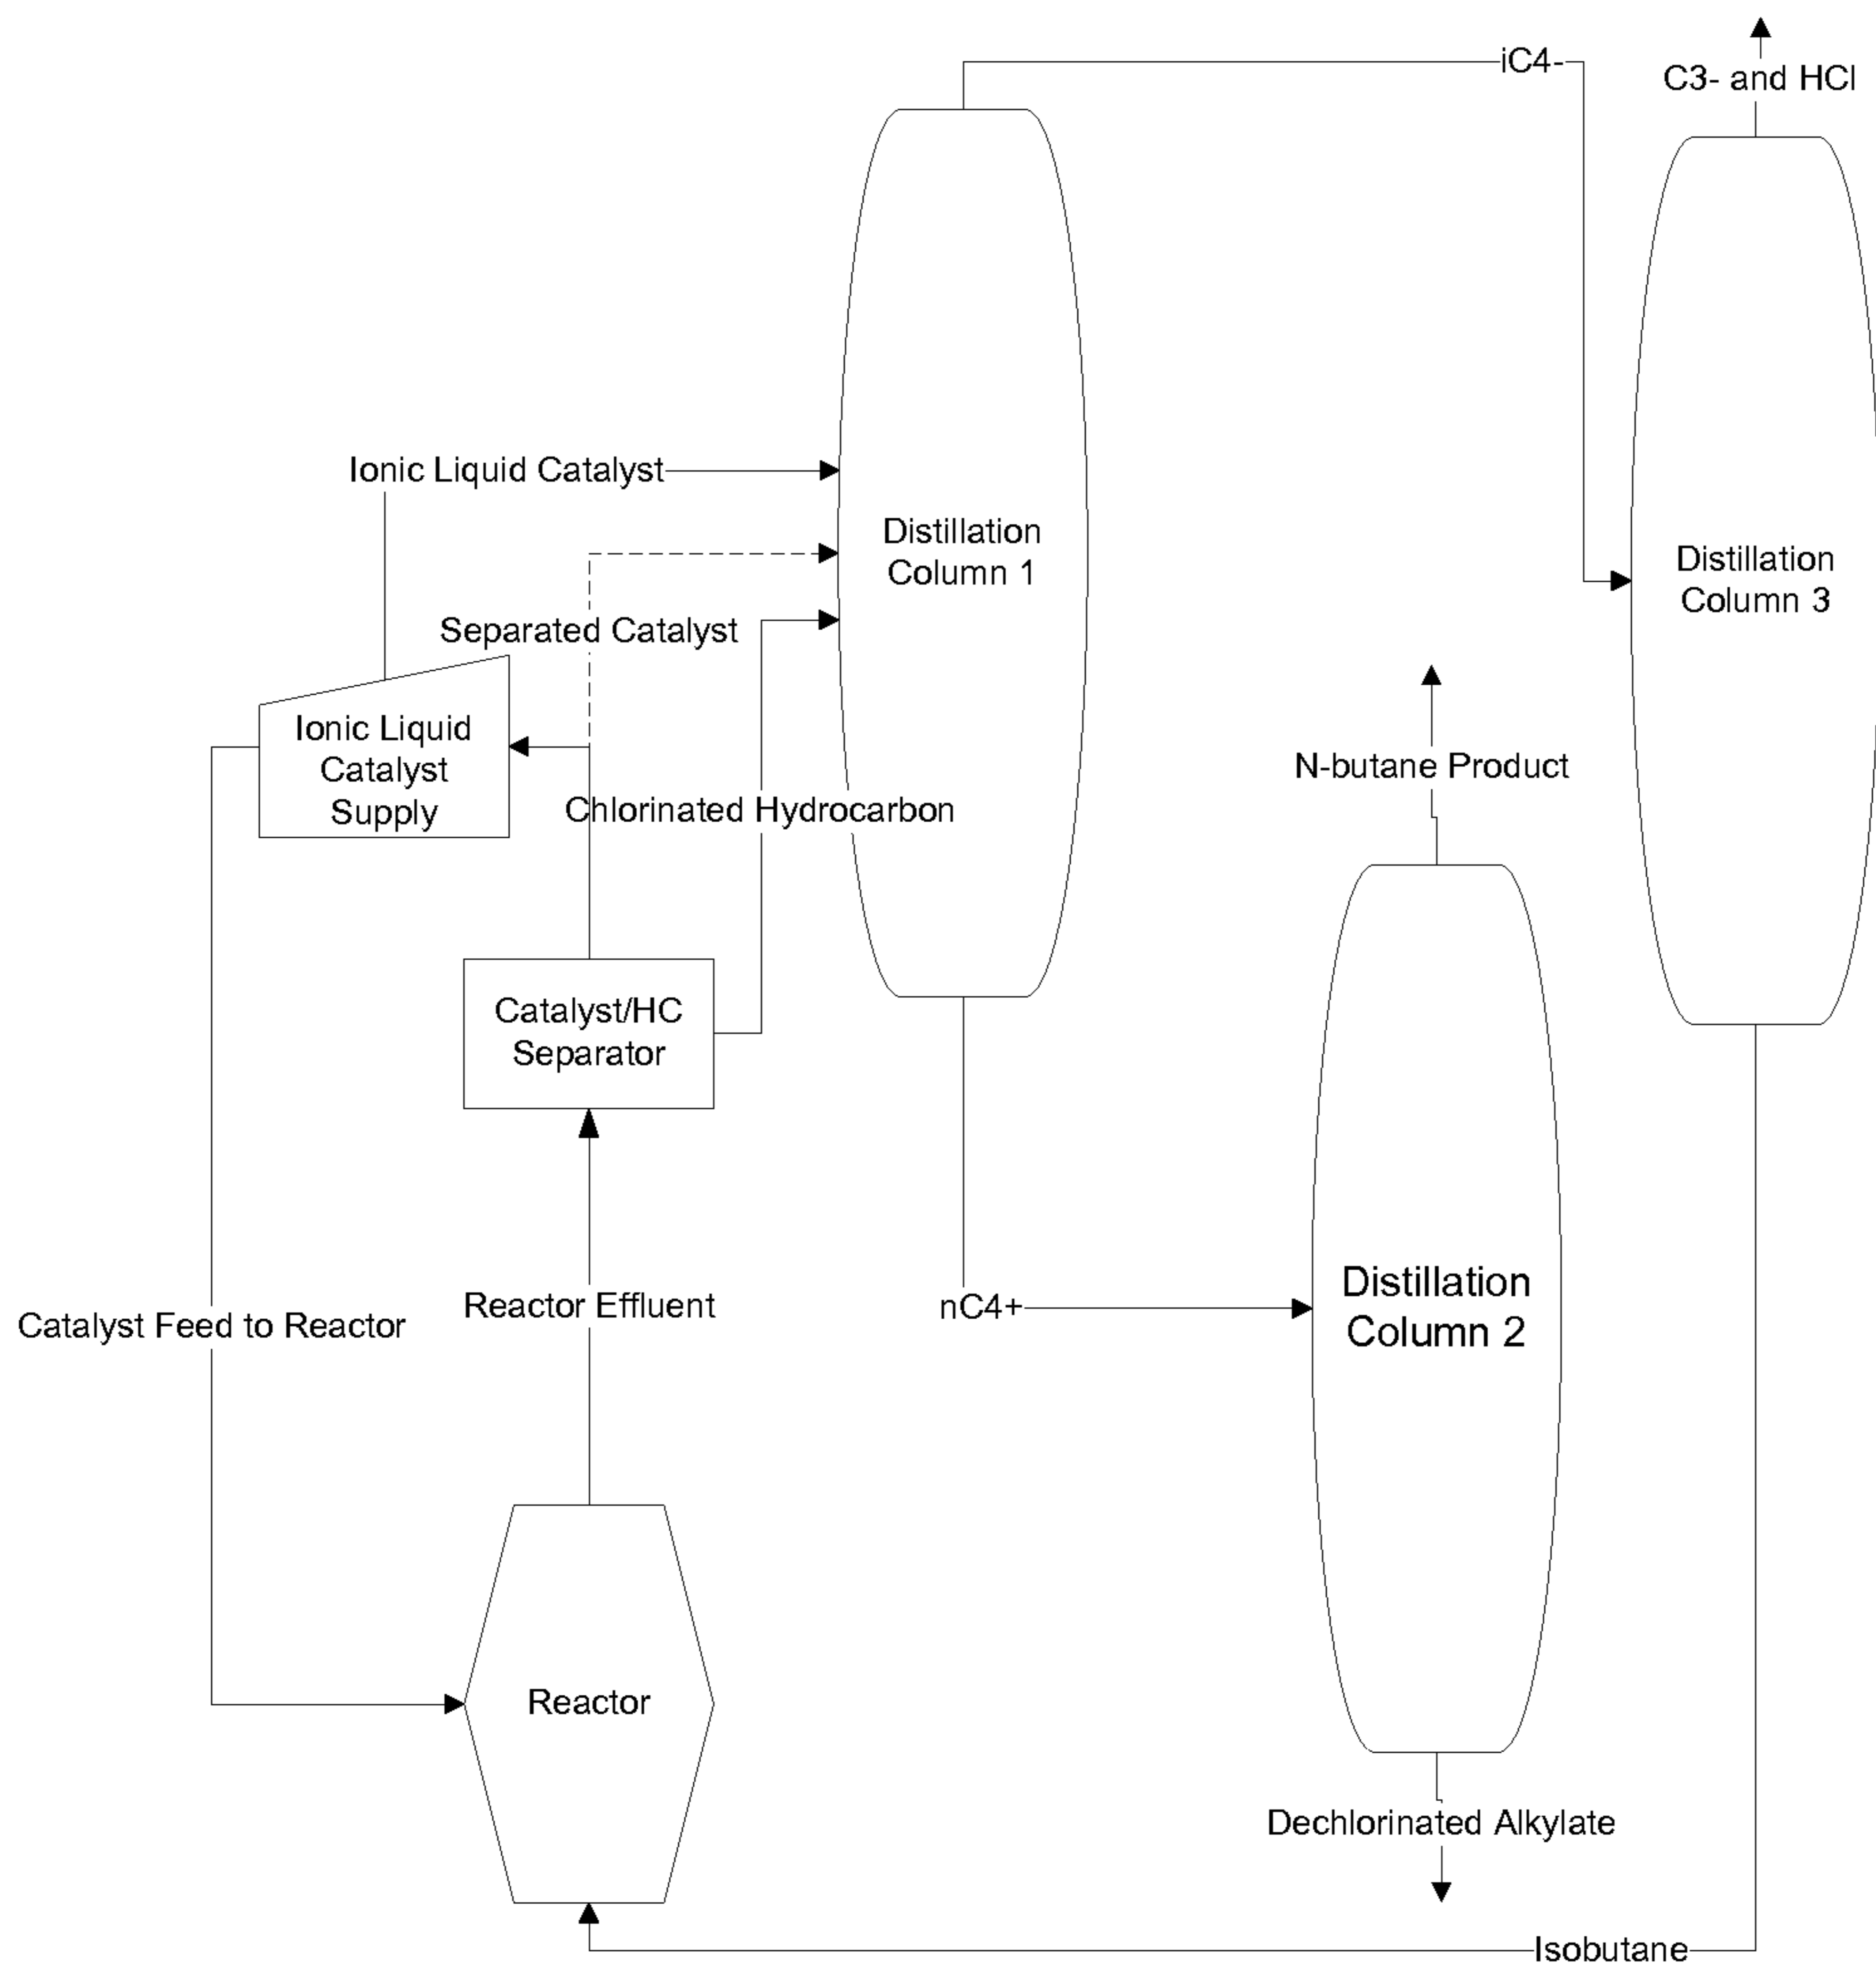 iC4-
C3- and HCl
Ionic Liquid Catalyst
Distillation
Column 1
Distillation
Column 3
Separated Catalyst
Ionic Liquid
Catalyst
Supply
N-butane Product
Chlorinated Hydrocarbon
Catalyst/HC
Separator
Distillation
Column 2
nC4+
Reactor Effluent
Catalyst Feed to Reactor
Reactor
Dechlorinated Alkylate
Isobutane